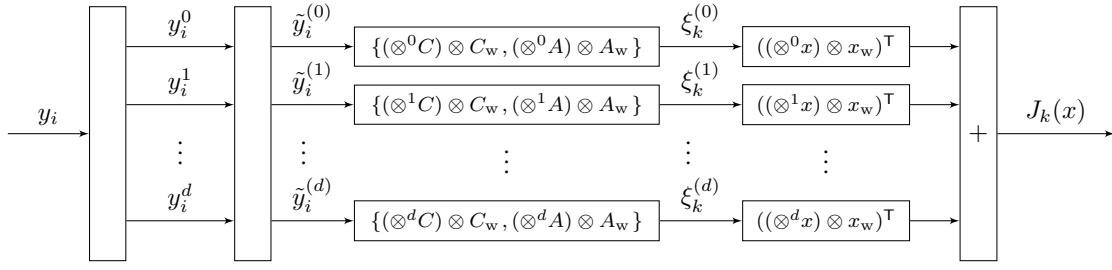 y_i^0 ỹ_i^{(0)} {(⊗^0 C) ⊗ C_w, (⊗^0 A) ⊗ A_w} ξ_k^{(0)} ((⊗^0 x) ⊗ x_w)^T
y_i^1 ỹ_i^{(1)} {(⊗^1 C) ⊗ C_w, (⊗^1 A) ⊗ A_w} ξ_k^{(1)} ((⊗^1 x) ⊗ x_w)^T
y_i + J_k(x)
⋮ ⋮ ⋮ ⋮ ⋮
y_i^d ỹ_i^{(d)} {(⊗^d C) ⊗ C_w, (⊗^d A) ⊗ A_w} ξ_k^{(d)} ((⊗^d x) ⊗ x_w)^T